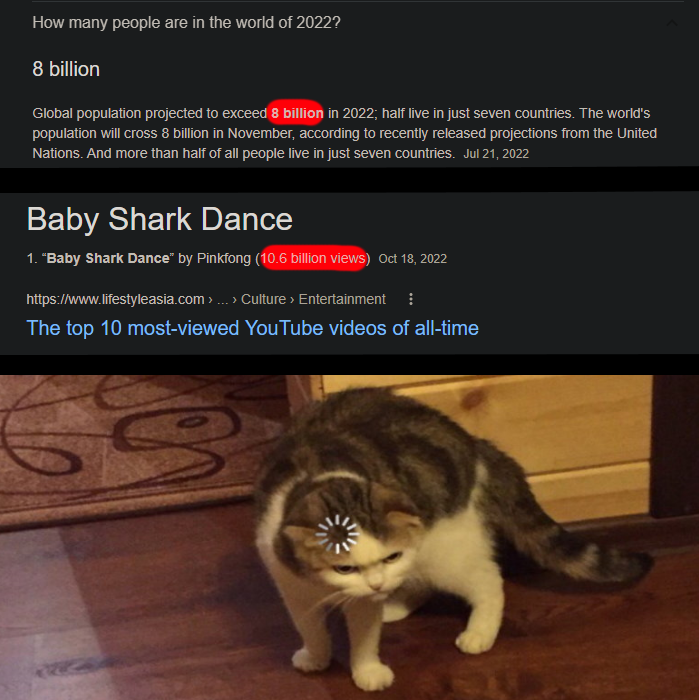 How many people are in the world of 2022?
8 billion
Global population projected to exceed 8 billion in 2022; half live in just seven countries. The world's
population will cross 8 billion in November, according to recently released projections from the United
Nations. And more than half of all people live in just seven countries. Jul 21, 2022
Baby Shark Dance
1. “Baby Shark Dance” by Pinkfong (10.6 billion views) Oct 18, 2022
https://www.lifestyleasia.com › ... › Culture › Entertainment
The top 10 most-viewed YouTube videos of all-time